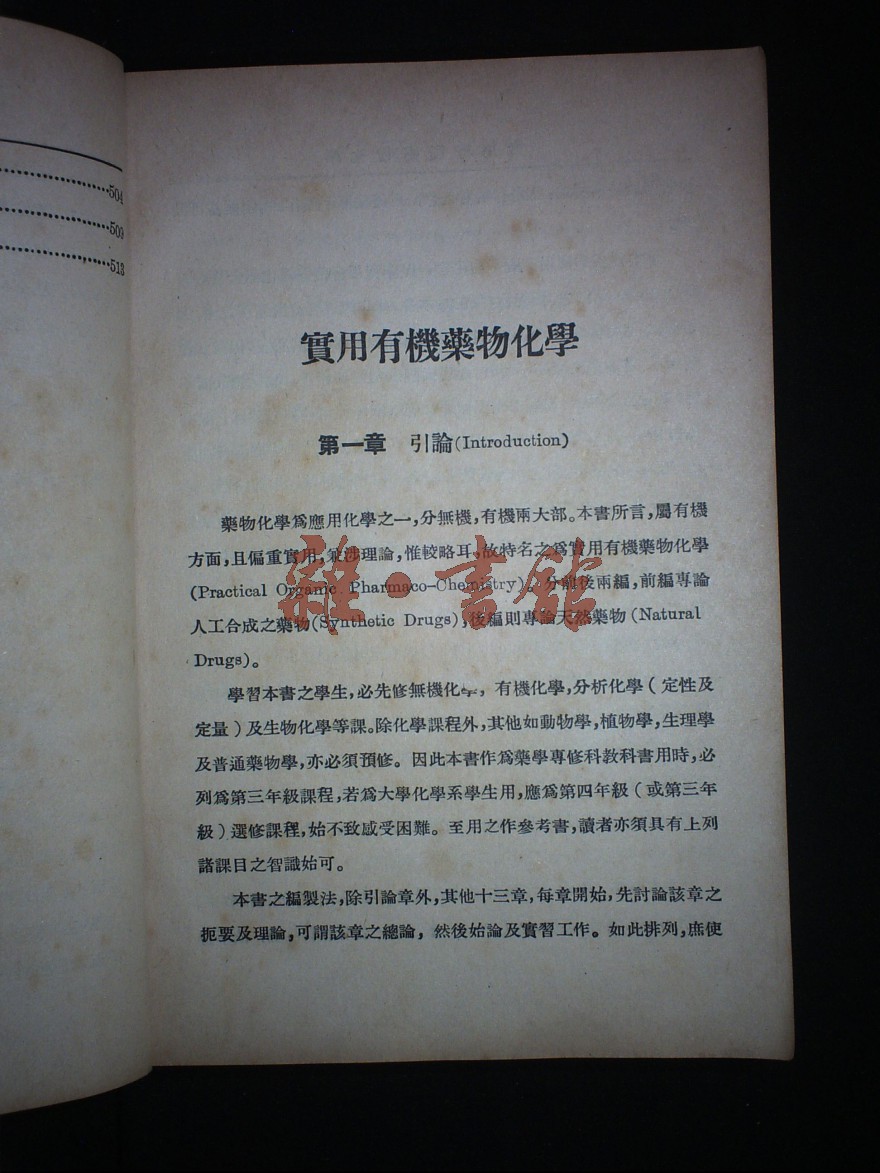 504
509
513
實用有機藥物化學
第一章 引論(Introduction)
藥物化學爲應用化學之一,分無機,有機兩大部。本書所言,屬有機
方面,且偏重實用,兼涉理論,惟較略耳,故特名之爲實用有機藥物化學
(Practical Organic Pharmaco-Chemistry)。分前後兩編,前編專論
人工合成之藥物(Synthetic Drugs),後編則專論天然藥物(Natural
Drugs)。
學習本書之學生,必先修無機化學,有機化學,分析化學(定性及
定量)及生物化學等課。除化學課程外,其他如動物學,植物學,生理學
及普通藥物學,亦必須預修。因此本書作爲藥學專修科教科書用時,必
列爲第三年級課程,若爲大學化學系學生用,應爲第四年級(或第三年
級)選修課程,始不致感受困難。至用之作參考書,讀者亦須具有上列
諸課目之智識始可。
本書之編製法,除引論章外,其他十三章,每章開始,先討論該章之
扼要及理論,可謂該章之總論,然後始論及實習工作。如此排列,庶使
雜·書館